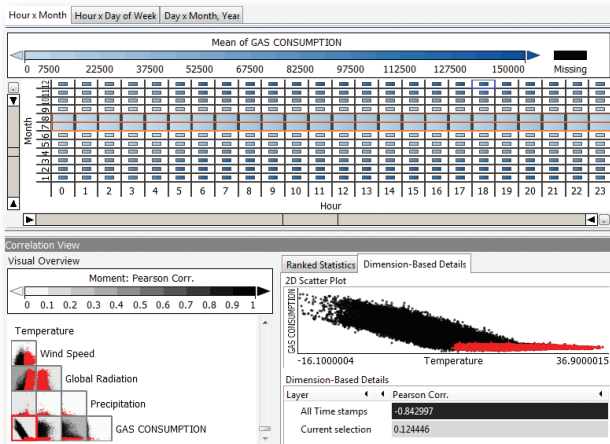 Hour x Month Hour x Day of Week Day x Month, Year
Mean of GAS CONSUMPTION
0 7500 22500 37500 52500 67500 82500 97500 112500 127500 150000 Missing
Month
1 2 3 4 5 6 7 8 9 10 11 12
0 1 2 3 4 5 6 7 8 9 10 11 12 13 14 15 16 17 18 19 20 21 22 23
Hour
Correlation View
Visual Overview
Moment: Pearson Corr.
0 0.1 0.2 0.3 0.4 0.5 0.6 0.7 0.8 0.9 1
Temperature
Wind Speed
Global Radiation
Precipitation
GAS CONSUMPTION
Ranked Statistics Dimension-Based Details
2D Scatter Plot
GAS CONSUMPTION
-16.1000004 Temperature 36.9000015
Dimension-Based Details
Layer Pearson Corr.
All Time stamps -0.842997
Current selection 0.124446